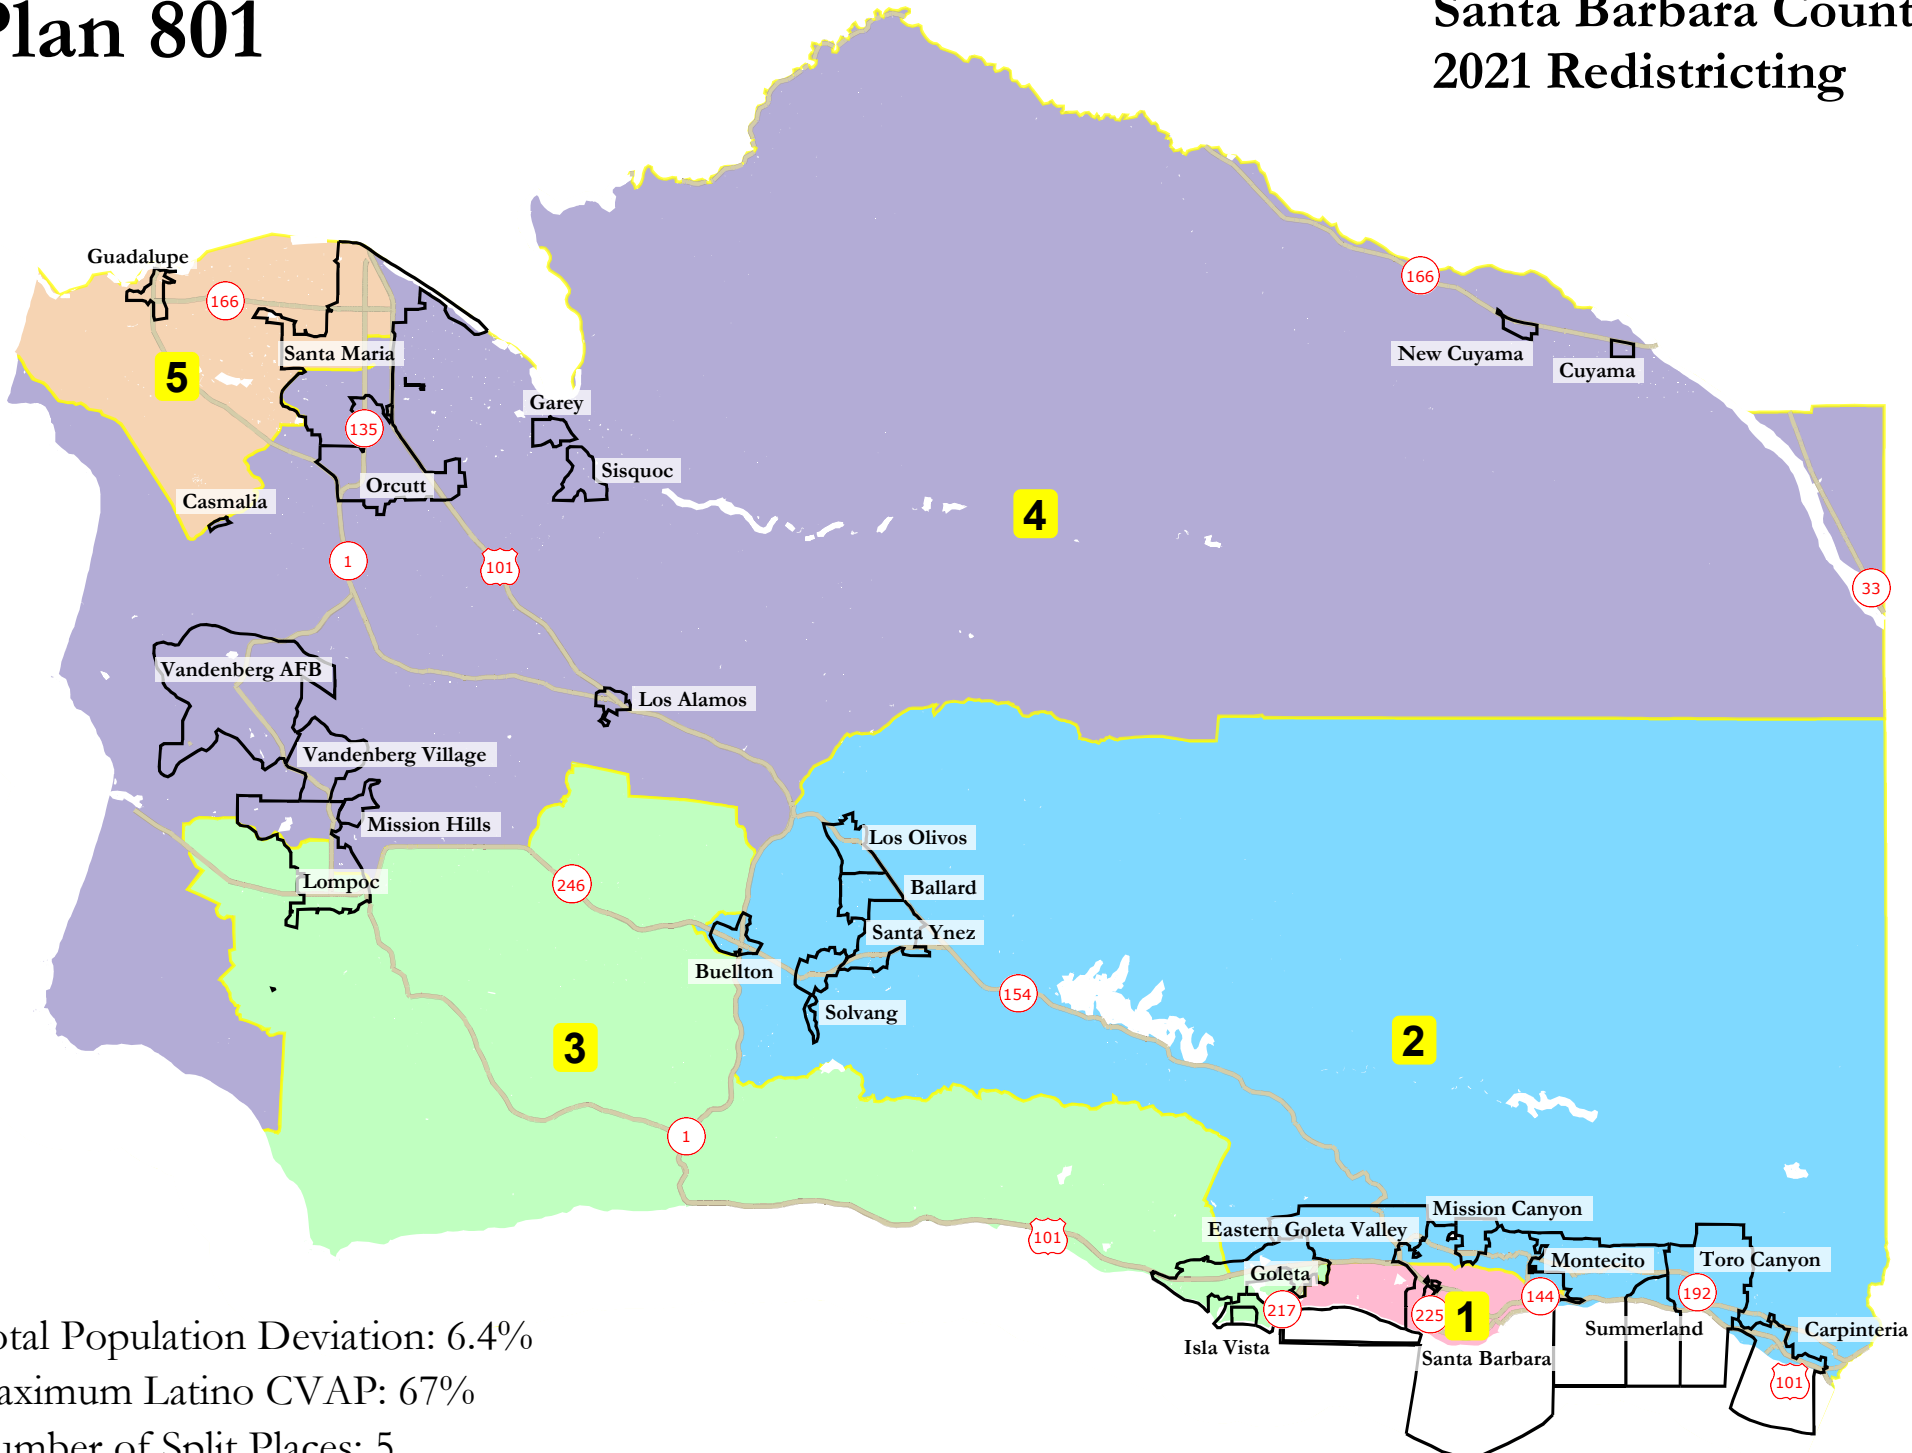 Plan 801
Santa Barbara Count
2021 Redistricting
Guadalupe
166
Santa Maria
5
166
New Cuyama
Cuyama
Garey
135
Sisquoc
Orcutt
Casmalia
4
1
101
33
Vandenberg AFB
Los Alamos
Vandenberg Village
Mission Hills
Los Olivos
Lompoc
246
Ballard
Santa Ynez
Buellton
154
Solvang
3
2
1
Mission Canyon
Eastern Goleta Valley
101
Montecito
Toro Canyon
Goleta
217
225
1
144
192
Summerland
Carpinteria
Isla Vista
Santa Barbara
101
otal Population Deviation: 6.4%
aximum Latino CVAP: 67%
umber of Split Places: 5